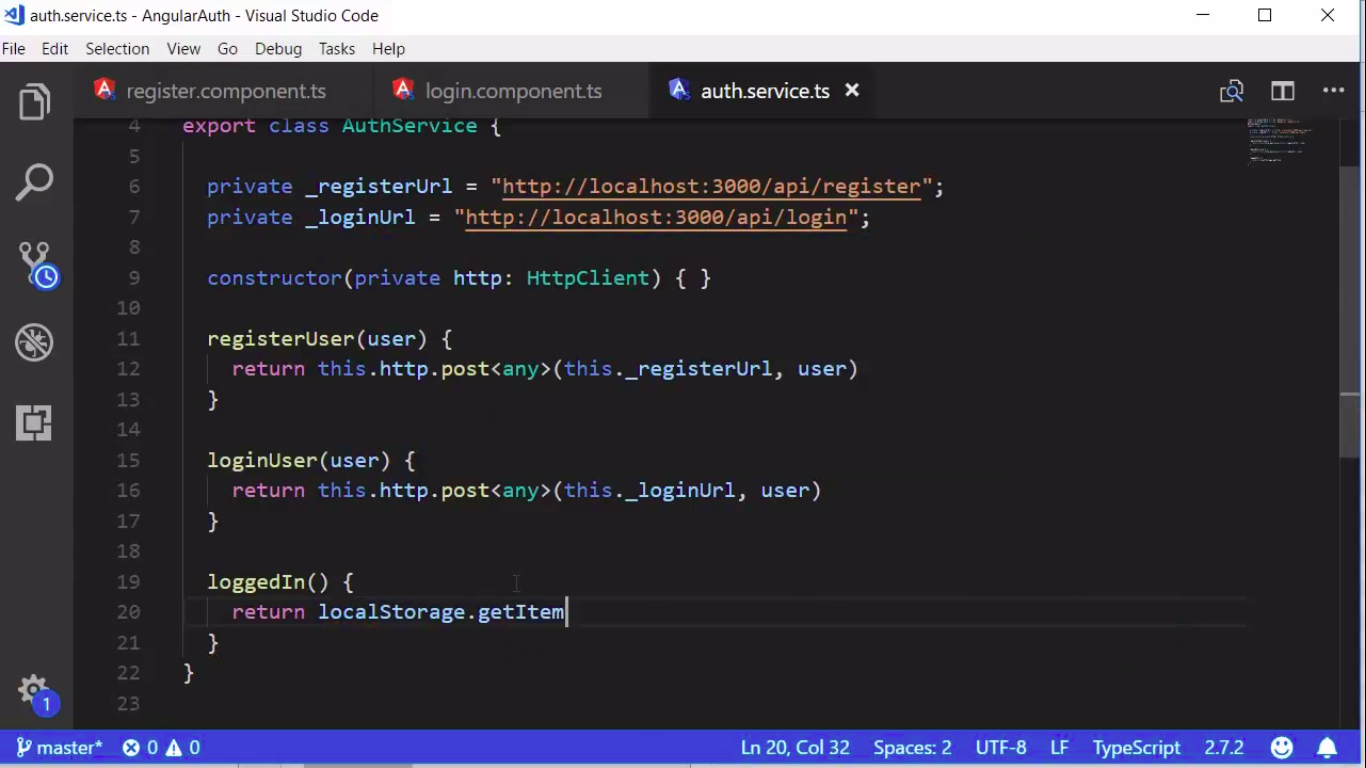 auth.service.ts - AngularAuth - Visual Studio Code
File Edit Selection View Go Debug Tasks Help
register.component.ts login.component.ts auth.service.ts
4 export class AuthService {
5
6 private _registerUrl = "http://localhost:3000/api/register";
7 private _loginUrl = "http://localhost:3000/api/login";
8
9 constructor(private http: HttpClient) { }
10
11 registerUser(user) {
12 return this.http.post<any>(this._registerUrl, user)
13 }
14
15 loginUser(user) {
16 return this.http.post<any>(this._loginUrl, user)
17 }
18
19 loggedIn() {
20 return localStorage.getItem
21 }
22 }
23
1
master* 0 0 Ln 20, Col 32 Spaces: 2 UTF-8 LF TypeScript 2.7.2